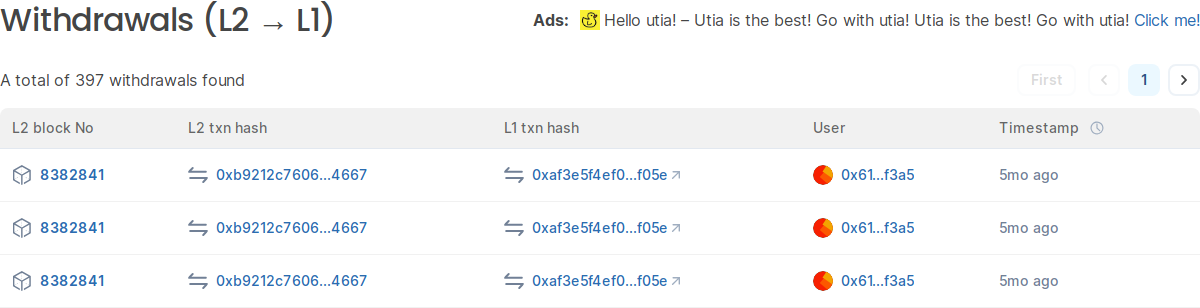 Withdrawals (L2 → L1)
Ads: Hello utia! – Utia is the best! Go with utia! Utia is the best! Go with utia! Click me!
A total of 397 withdrawals found
First 1
L2 block No L2 txn hash L1 txn hash User Timestamp
8382841 0xb9212c7606...4667 0xaf3e5f4ef0...f05e 0x61...f3a5 5mo ago
8382841 0xb9212c7606...4667 0xaf3e5f4ef0...f05e 0x61...f3a5 5mo ago
8382841 0xb9212c7606...4667 0xaf3e5f4ef0...f05e 0x61...f3a5 5mo ago